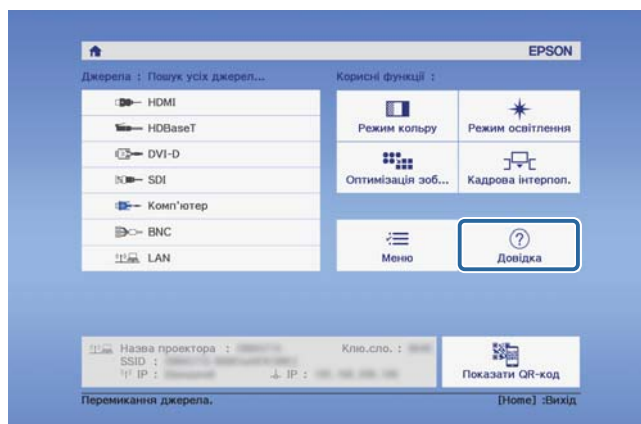 EPSON
Джерела : Пошук усіх джерел...
Корисні функції :
HDMI
HDBaseT
DVI-D
SDI
Комп'ютер
BNC
LAN
Режим кольру
Режим освітлення
Оптимізація зоб...
Кадрова інтерпол.
Меню
Довідка
Назва проектора :
Клю.сло. :
SSID :
IP :
IP :
Показати QR-код
Перемикання джерела.
[Home] :Вихід